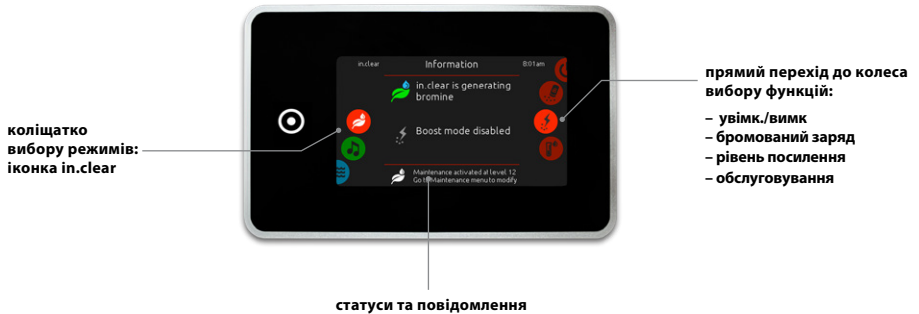 in.clear
Information
8:01am
in.clear is generating
bromine
Boost mode disabled
Maintenance activated al level 12
Go to Maintenance menu to modify
коліщатко
вибору режимів:
іконка in.clear
прямий перехід до колеса
вибору функцій:
– увімк./вимк
– бромований заряд
– рівень посилення
– обслуговування
статуси та повідомлення